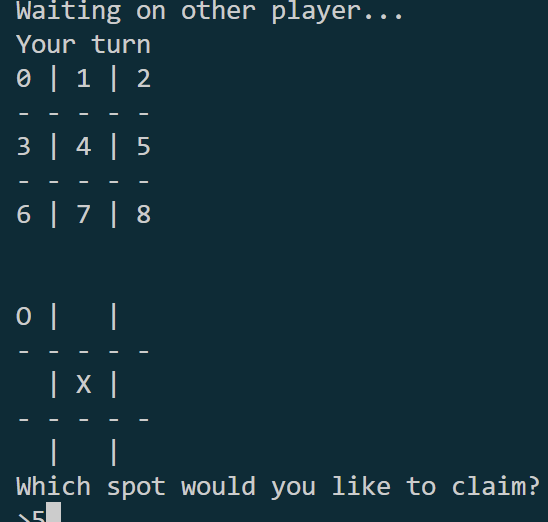 Waiting on other player...
Your turn
0 | 1 | 2
- - - - -
3 | 4 | 5
- - - - -
6 | 7 | 8
O |   |
- - - - -
  | X |
- - - - -
  |   |
Which spot would you like to claim?
>5